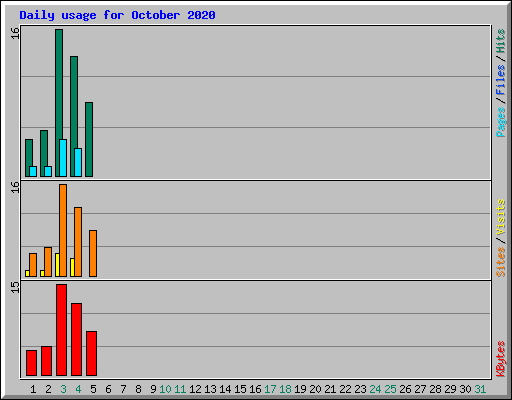 Daily usage for October 2020
16
Pages / Files / Hits
16
Sites / Visits
15
KBytes
1 2 3 4 5 6 7 8 9 10 11 12 13 14 15 16 17 18 19 20 21 22 23 24 25 26 27 28 29 30 31